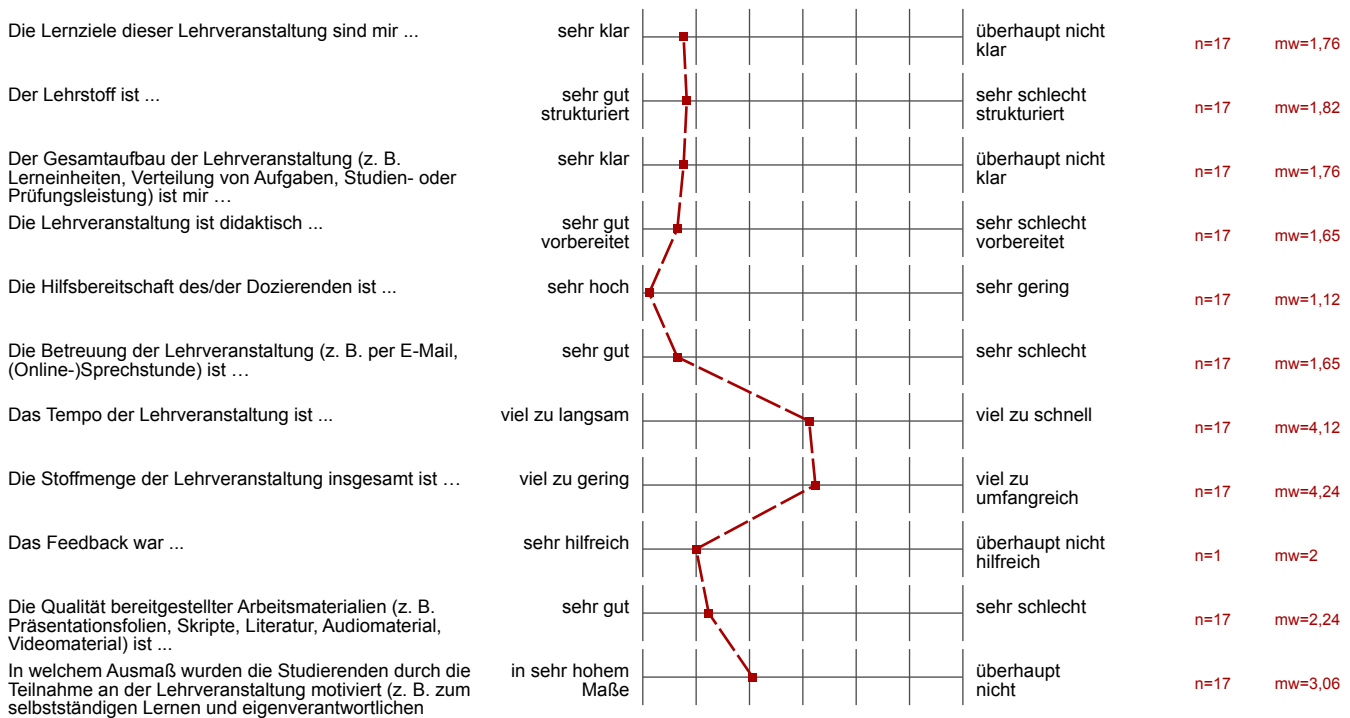 Die Lernziele dieser Lehrveranstaltung sind mir ... sehr klar überhaupt nicht
klar n=17 mw=1,76
Der Lehrstoff ist ... sehr gut sehr schlecht
strukturiert strukturiert n=17 mw=1,82
Der Gesamtaufbau der Lehrveranstaltung (z. B. sehr klar überhaupt nicht
Lerneinheiten, Verteilung von Aufgaben, Studien- oder klar n=17 mw=1,76
Prüfungsleistung) ist mir …
Die Lehrveranstaltung ist didaktisch ... sehr gut sehr schlecht
vorbereitet vorbereitet n=17 mw=1,65
Die Hilfsbereitschaft des/der Dozierenden ist ... sehr hoch sehr gering
n=17 mw=1,12
Die Betreuung der Lehrveranstaltung (z. B. per E-Mail, sehr gut sehr schlecht
(Online-)Sprechstunde) ist … n=17 mw=1,65
Das Tempo der Lehrveranstaltung ist ... viel zu langsam viel zu schnell
n=17 mw=4,12
Die Stoffmenge der Lehrveranstaltung insgesamt ist … viel zu gering viel zu
umfangreich n=17 mw=4,24
Das Feedback war ... sehr hilfreich überhaupt nicht
hilfreich n=1 mw=2
Die Qualität bereitgestellter Arbeitsmaterialien (z. B. sehr gut sehr schlecht
Präsentationsfolien, Skripte, Literatur, Audiomaterial, n=17 mw=2,24
Videomaterial) ist ...
In welchem Ausmaß wurden die Studierenden durch die in sehr hohem überhaupt
Teilnahme an der Lehrveranstaltung motiviert (z. B. zum Maße nicht n=17 mw=3,06
selbstständigen Lernen und eigenverantwortlichen